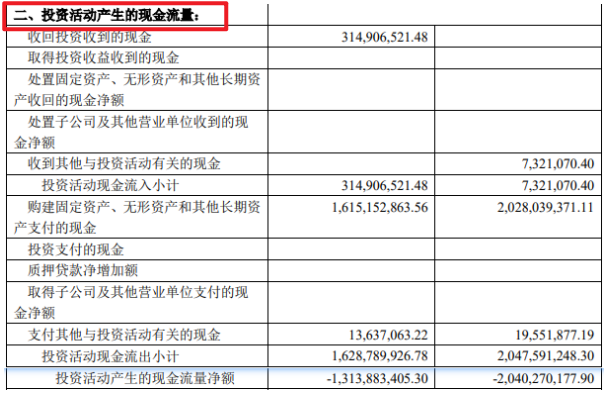 二、投资活动产生的现金流量:
收回投资收到的现金 314,906,521.48
取得投资收益收到的现金
处置固定资产、无形资产和其他长期资
产收回的现金净额
处置子公司及其他营业单位收到的现
金净额
收到其他与投资活动有关的现金 7,321,070.40
投资活动现金流入小计 314,906,521.48 7,321,070.40
购建固定资产、无形资产和其他长期资 1,615,152,863.56 2,028,039,371.11
产支付的现金
投资支付的现金
质押贷款净增加额
取得子公司及其他营业单位支付的现
金净额
支付其他与投资活动有关的现金 13,637,063.22 19,551,877.19
投资活动现金流出小计 1,628,789,926.78 2,047,591,248.30
投资活动产生的现金流量净额 -1,313,883,405.30 -2,040,270,177.90